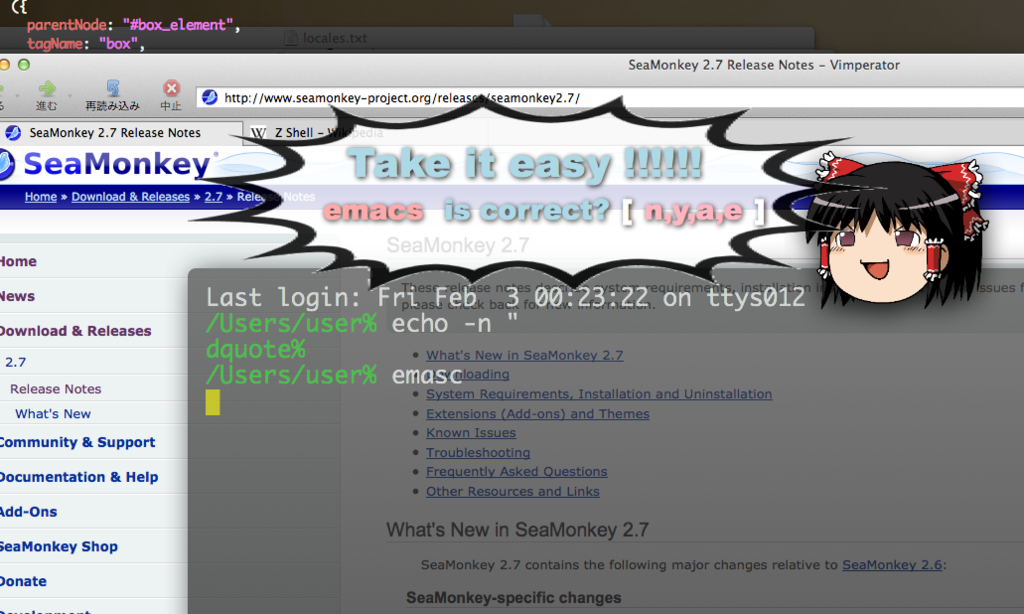 ({
parentNode: "#box_element",
tagName: "box",
locales.txt
SeaMonkey 2.7 Release Notes – Vimperator
る 進む 再読み込み 中止
http://www.seamonkey-project.org/releases/seamonkey2.7/
SeaMonkey 2.7 Release Notes
Z Shell – Wikipedia
SeaMonkey
Home » Download & Releases » 2.7 » Release Notes
Take it easy !!!!!!
emacs is correct? [ n,y,a,e ]
SeaMonkey 2.7
Home
News
Download & Releases
2.7
Release Notes
What's New
Community & Support
Documentation & Help
Add-Ons
SeaMonkey Shop
Donate
Development
Last login: Fri Feb 3 00:23:22 on ttys012
/Users/user% echo -n "
dquote%
/Users/user% emasc
These release notes system requirements, installation issues f
please check back for new information.
What's New in SeaMonkey 2.7
Downloading
System Requirements, Installation and Uninstallation
Extensions (Add-ons) and Themes
Known Issues
Troubleshooting
Frequently Asked Questions
Other Resources and Links
What's New in SeaMonkey 2.7
SeaMonkey 2.7 contains the following major changes relative to SeaMonkey 2.6:
SeaMonkey-specific changes